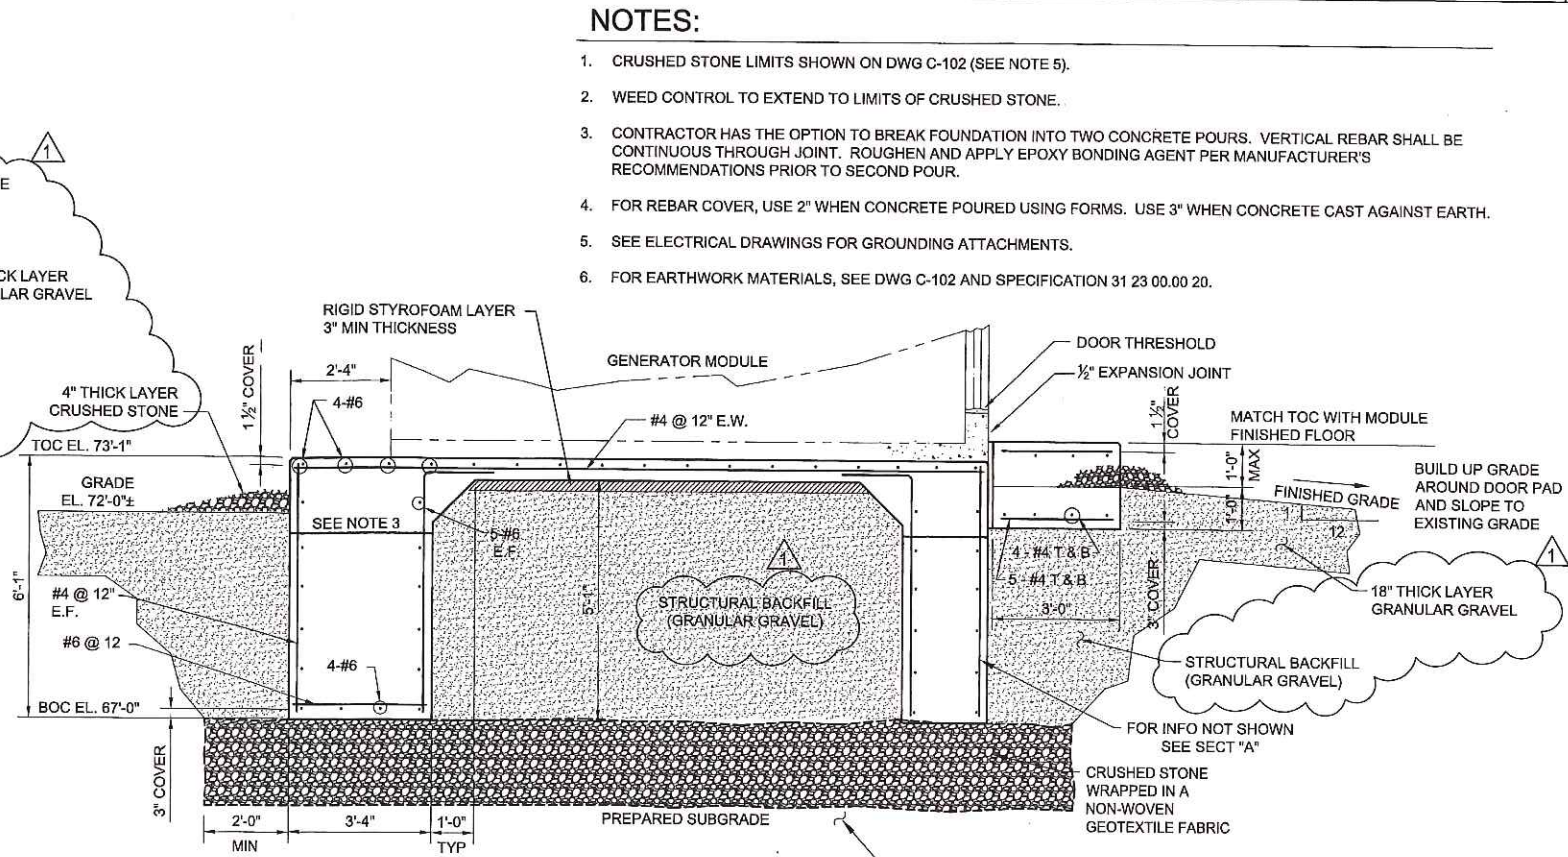 NOTES:
1. CRUSHED STONE LIMITS SHOWN ON DWG C-102 (SEE NOTE 5).
2. WEED CONTROL TO EXTEND TO LIMITS OF CRUSHED STONE.
3. CONTRACTOR HAS THE OPTION TO BREAK FOUNDATION INTO TWO CONCRETE POURS. VERTICAL REBAR SHALL BE
CONTINUOUS THROUGH JOINT. ROUGHEN AND APPLY EPOXY BONDING AGENT PER MANUFACTURER'S
RECOMMENDATIONS PRIOR TO SECOND POUR.
4. FOR REBAR COVER, USE 2" WHEN CONCRETE POURED USING FORMS. USE 3" WHEN CONCRETE CAST AGAINST EARTH.
5. SEE ELECTRICAL DRAWINGS FOR GROUNDING ATTACHMENTS.
6. FOR EARTHWORK MATERIALS, SEE DWG C-102 AND SPECIFICATION 31 23 00.00 20.
1
E
CK LAYER
LAR GRAVEL
RIGID STYROFOAM LAYER
3" MIN THICKNESS
GENERATOR MODULE
DOOR THRESHOLD
½" EXPANSION JOINT
4" THICK LAYER
CRUSHED STONE
1½" COVER
2'-4"
4-#6
#4 @ 12" E.W.
1½"
COVER
MATCH TOC WITH MODULE
FINISHED FLOOR
TOC EL. 73'-1"
GRADE
EL. 72'-0"±
1'-0"
MAX
1'-0"
FINISHED GRADE
1
12
BUILD UP GRADE
AROUND DOOR PAD
AND SLOPE TO
EXISTING GRADE
SEE NOTE 3
5-#6
E.F.
6'-1"
#4 @ 12"
E.F.
#6 @ 12
4-#6
5'-1"
1
STRUCTURAL BACKFILL
(GRANULAR GRAVEL)
4 - #4 T & B
5 - #4 T & B
3'-0"
3" COVER
1
18" THICK LAYER
GRANULAR GRAVEL
STRUCTURAL BACKFILL
(GRANULAR GRAVEL)
BOC EL. 67'-0"
FOR INFO NOT SHOWN
SEE SECT "A"
3" COVER
CRUSHED STONE
WRAPPED IN A
NON-WOVEN
GEOTEXTILE FABRIC
2'-0"
MIN
3'-4"
1'-0"
TYP
PREPARED SUBGRADE